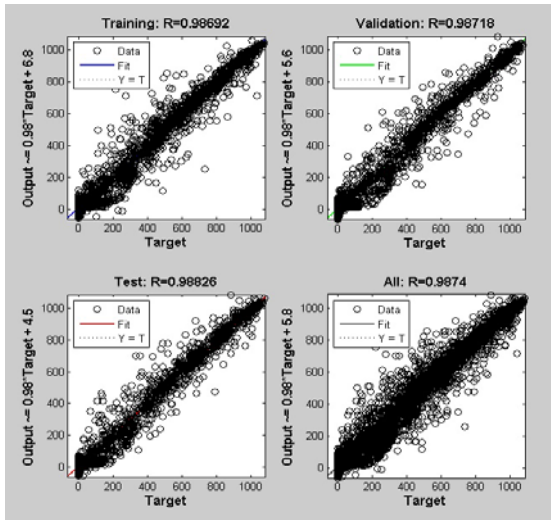 Training: R=0.98692
Output ~= 0.98*Target + 6.8
1000
800
600
400
200
0
Data
Fit
Y = T
0 200 400 600 800 1000
Target
Validation: R=0.98718
Output ~= 0.98*Target + 5.6
1000
800
600
400
200
0
Data
Fit
Y = T
0 200 400 600 800 1000
Target
Test: R=0.98826
Output ~= 0.98*Target + 4.5
1000
800
600
400
200
0
Data
Fit
Y = T
0 200 400 600 800 1000
Target
All: R=0.9874
Output ~= 0.98*Target + 5.8
1000
800
600
400
200
0
Data
Fit
Y = T
0 200 400 600 800 1000
Target